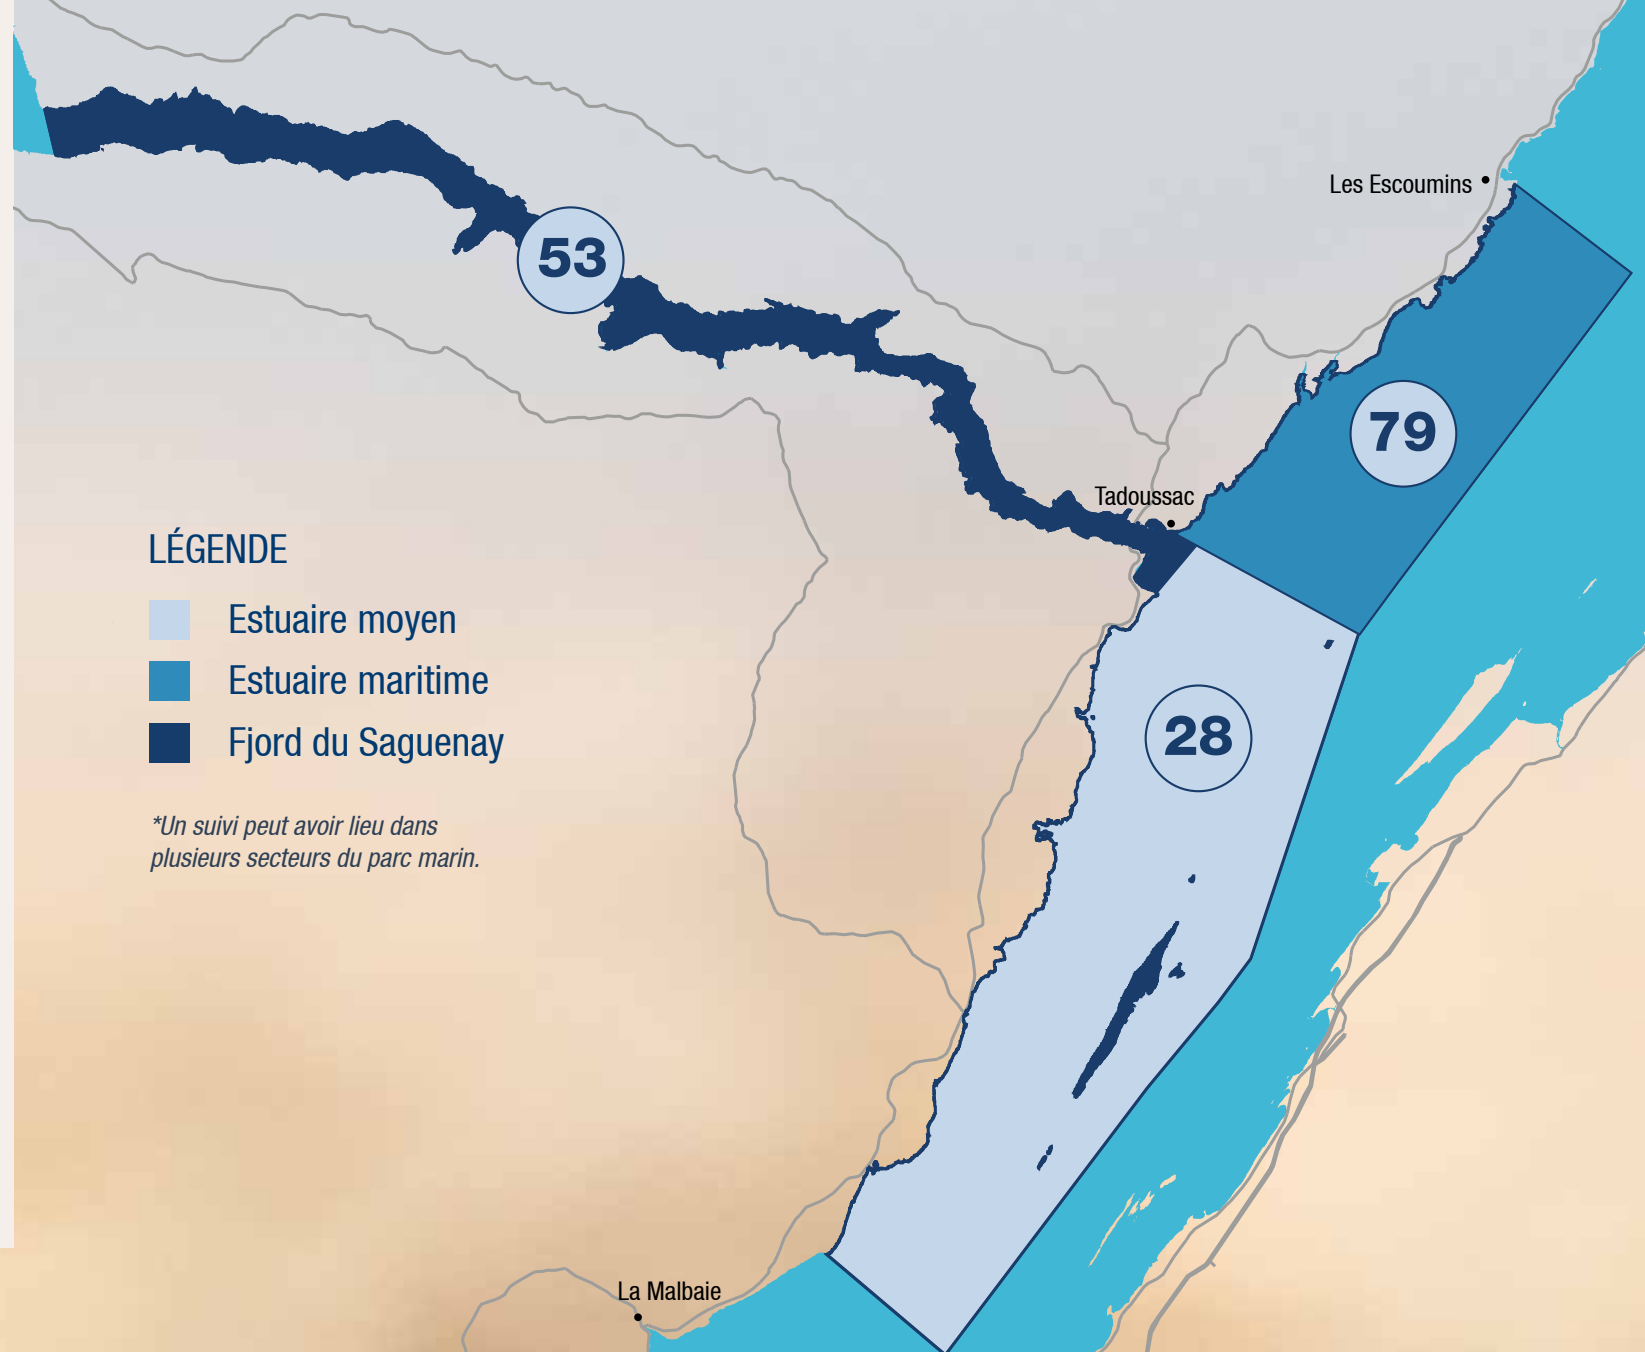 Les Escoumins
53
79
Tadoussac
LÉGENDE
Estuaire moyen
Estuaire maritime
Fjord du Saguenay
28
*Un suivi peut avoir lieu dans
plusieurs secteurs du parc marin.
La Malbaie